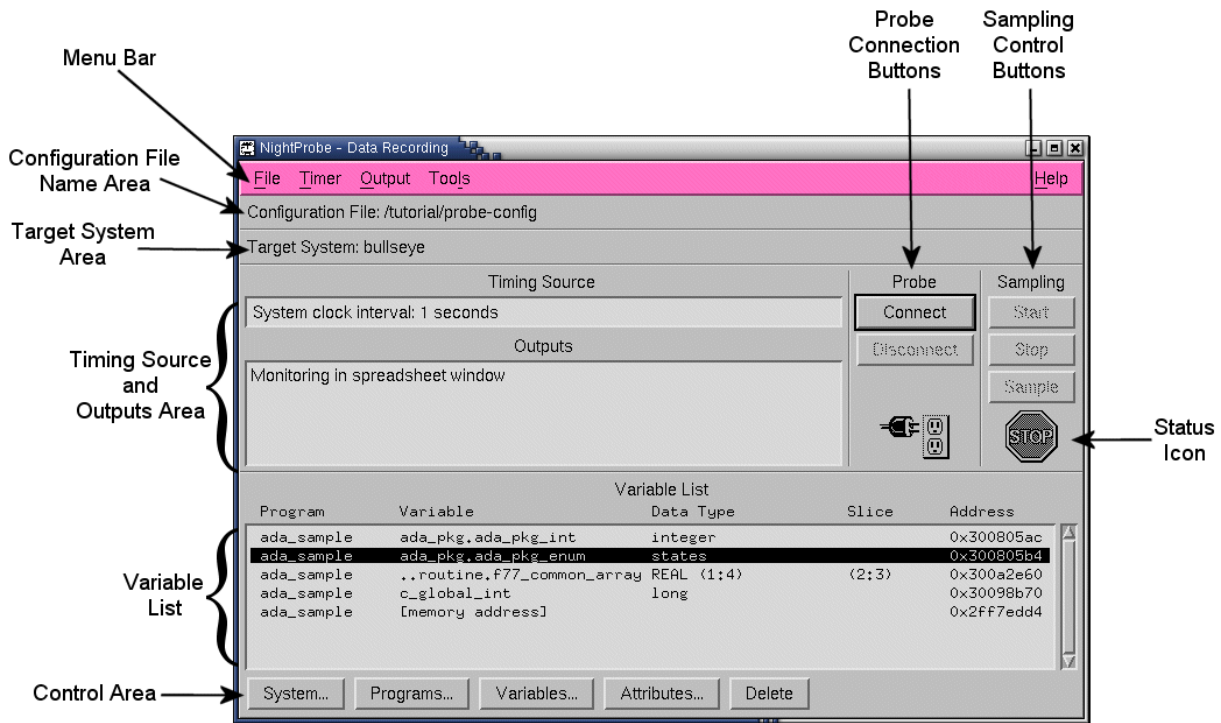 Probe
Connection
Buttons
Sampling
Control
Buttons
Menu Bar
Configuration File
Name Area
Target System
Area
Timing Source
and
Outputs Area
Variable
List
Control Area
Status
Icon
NightProbe - Data Recording
File Timer Output Tools Help
Configuration File: /tutorial/probe-config
Target System: bullseye
Timing Source
System clock interval: 1 seconds
Outputs
Monitoring in spreadsheet window
Probe
Connect
Disconnect
Sampling
Start
Stop
Sample
STOP
Variable List
Program Variable Data Type Slice Address
ada_sample ada_pkg.ada_pkg_int integer 0x300805ac
ada_sample ada_pkg.ada_pkg_enum states 0x300805b4
ada_sample ..routine.f77_common_array REAL (1:4) (2:3) 0x300a2e60
ada_sample c_global_int long 0x30098b70
ada_sample [memory address] 0x2ff7edd4
System... Programs... Variables... Attributes... Delete